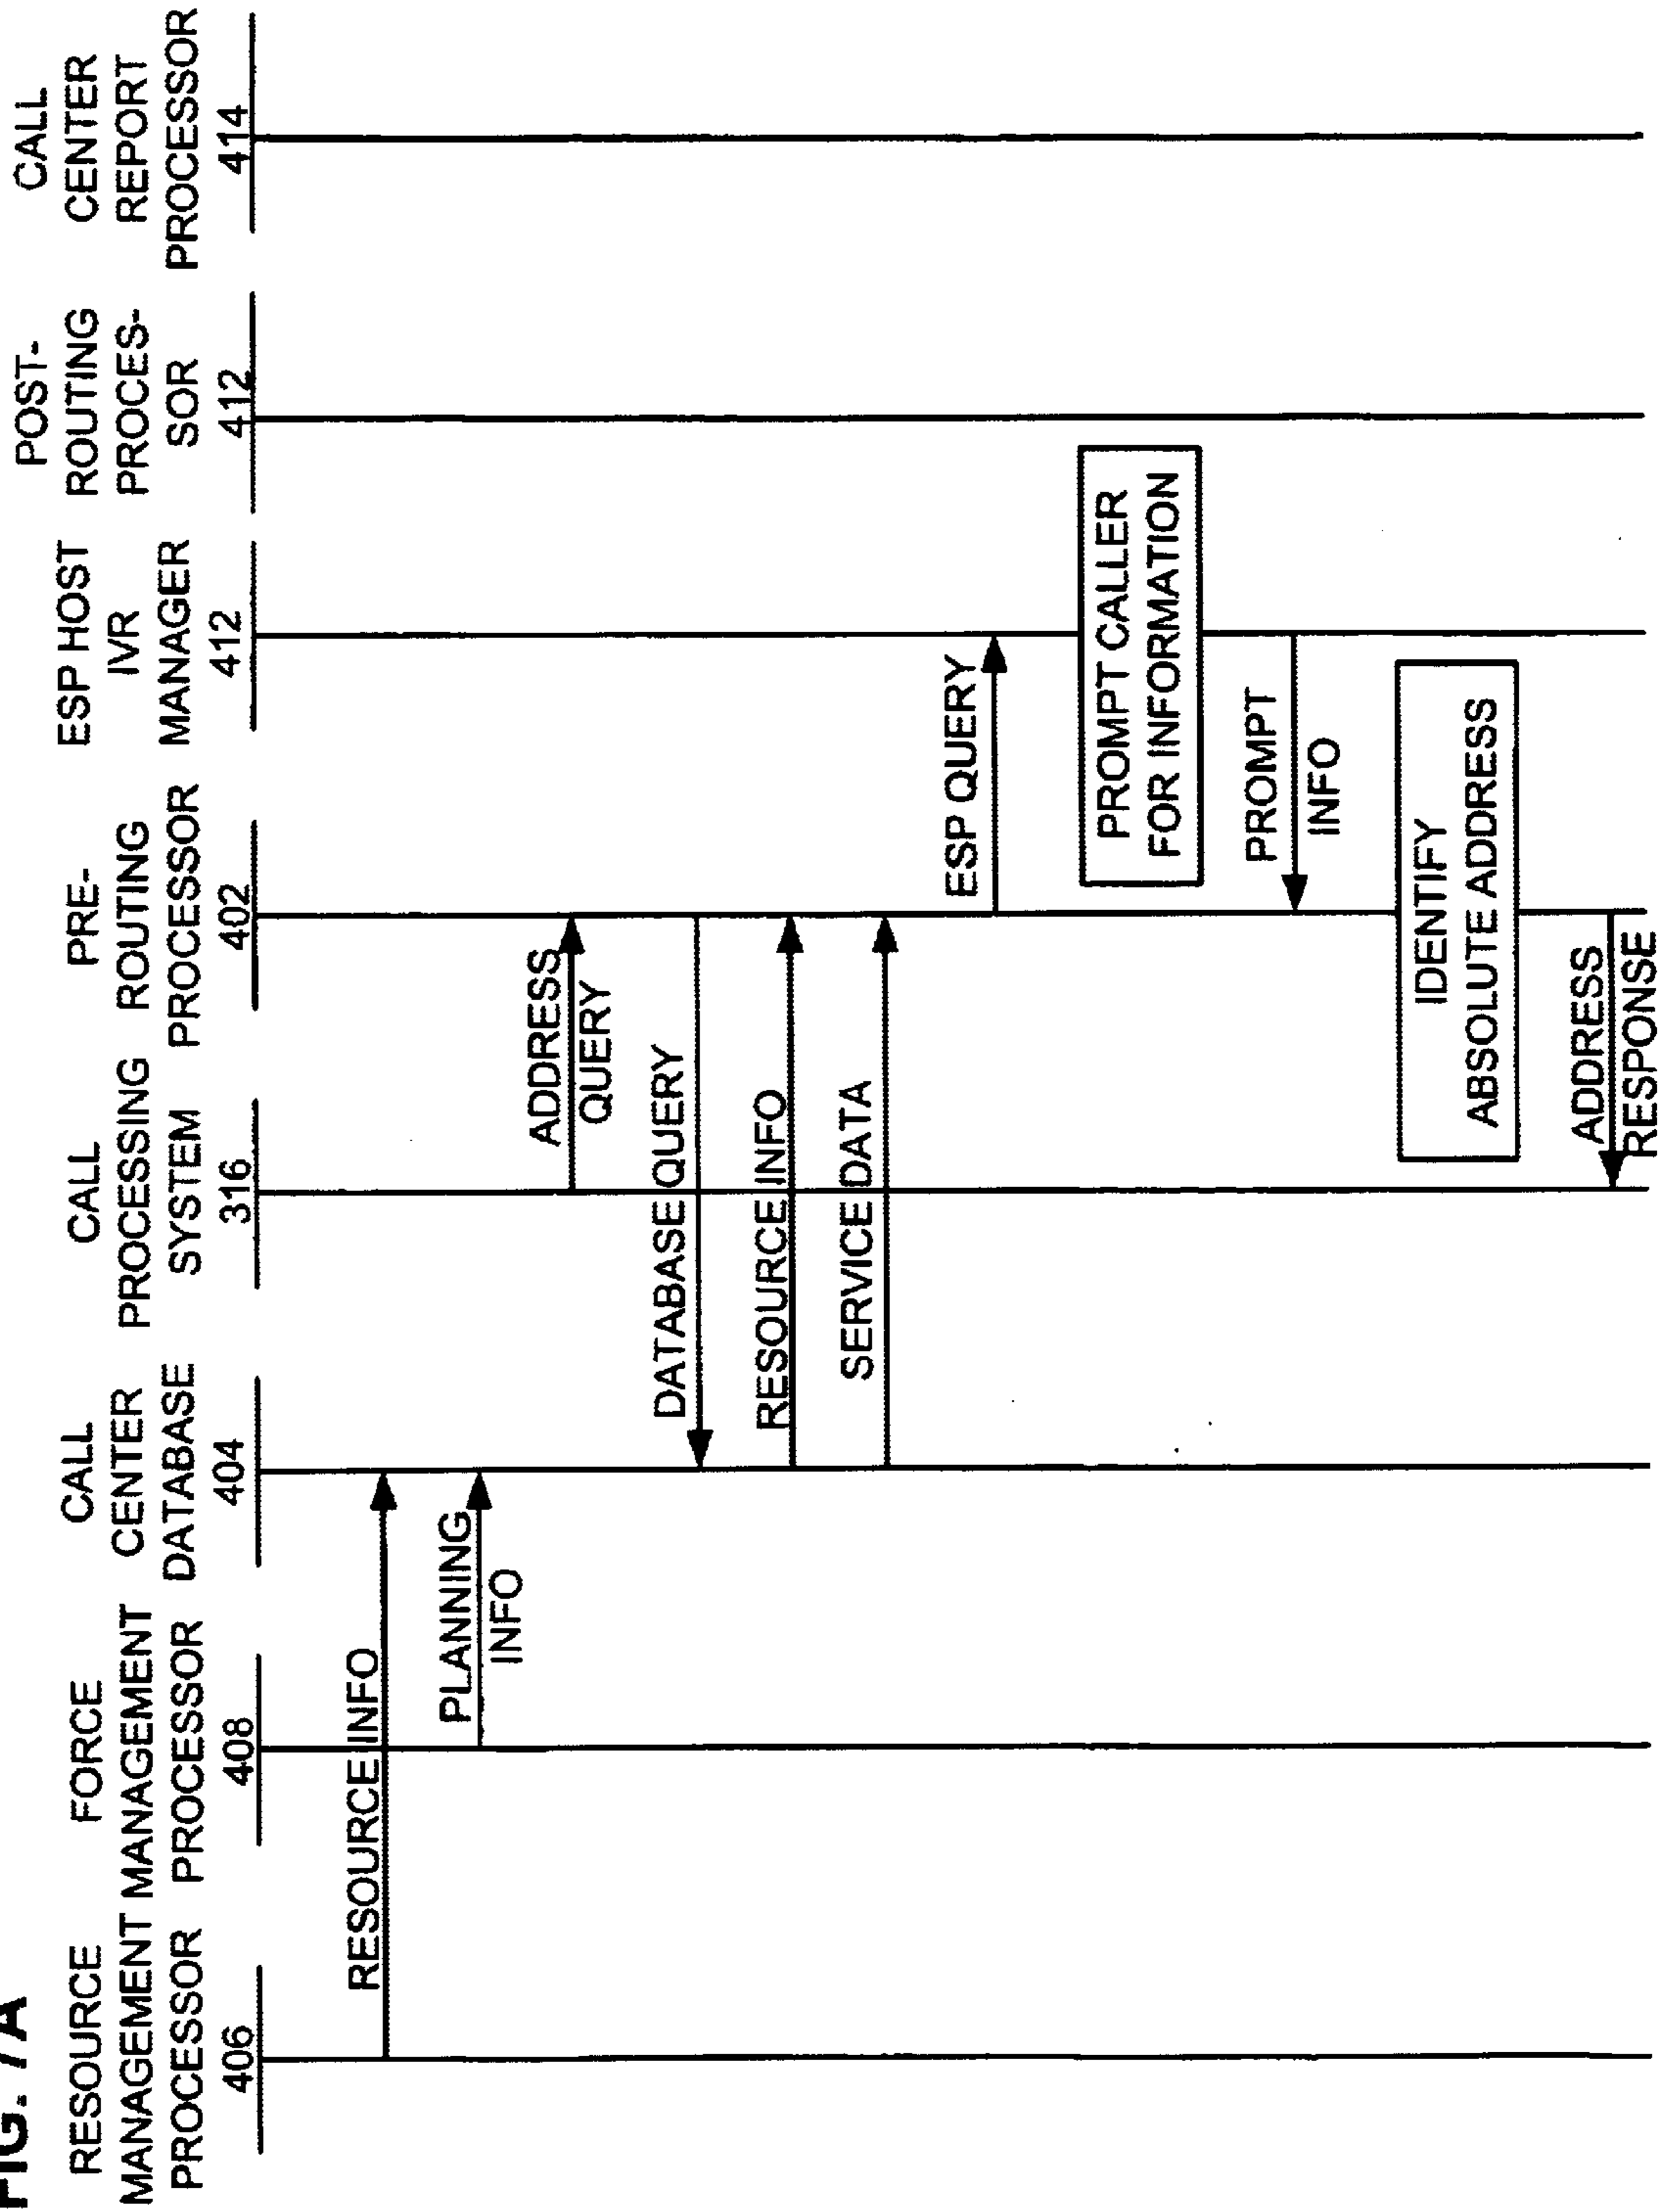 FIG. 7A
RESOURCE
MANAGEMENT
PROCESSOR
406
FORCE
MANAGEMENT
PROCESSOR
408
CALL
CENTER
DATABASE
404
CALL
PROCESSING
SYSTEM
316
PRE-
ROUTING
PROCESSOR
402
ESP HOST
IVR
MANAGER
412
POST-
ROUTING
PROCES-
SOR
412
CALL
CENTER
REPORT
PROCESSOR
414
RESOURCE INFO
PLANNING
INFO
ADDRESS
QUERY
DATABASE QUERY
RESOURCE INFO
SERVICE DATA
ESP QUERY
PROMPT CALLER
FOR INFORMATION
PROMPT
INFO
IDENTIFY
ABSOLUTE ADDRESS
ADDRESS
RESPONSE